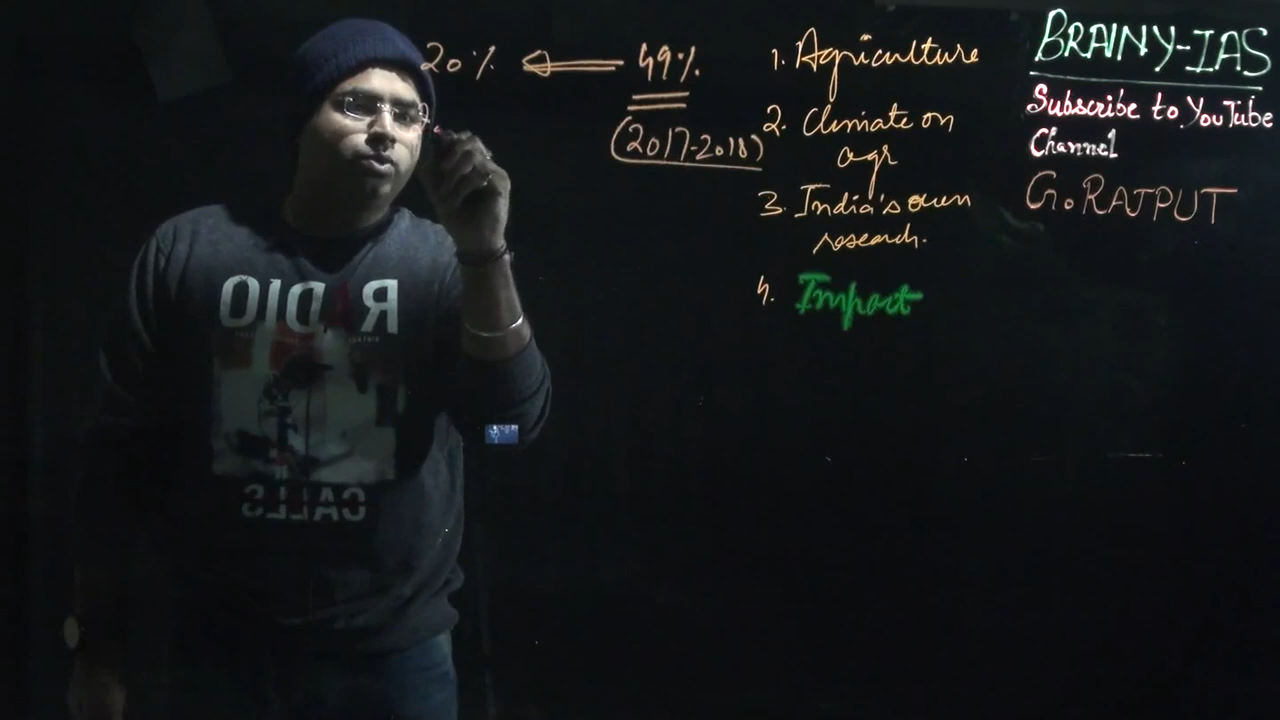 20% ⇐ 49%
(2017-2018)
1. Agriculture
2. Climate on
agr
3. India's own
research.
4. Impact
BRAINY-IAS
Subscribe to YouTube
Channel
G.RAJPUT
RADIO
CALLS